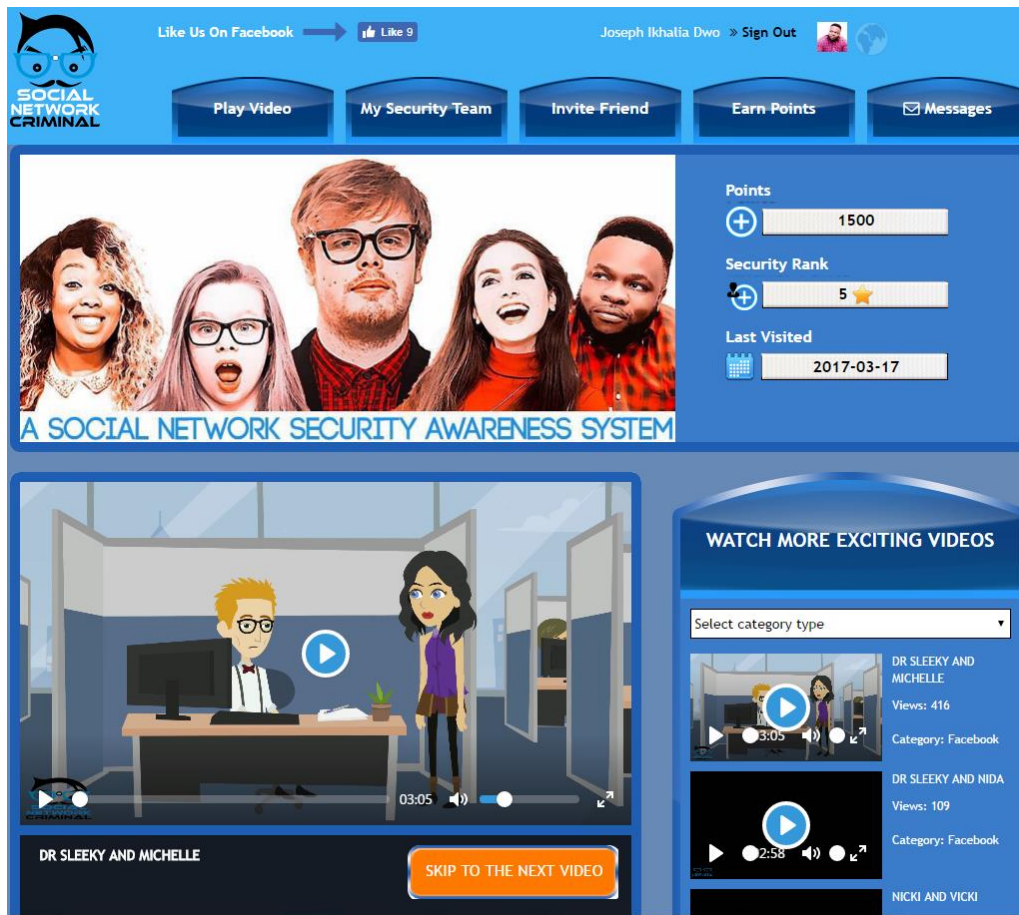 SOCIAL
NETWORK
CRIMINAL
Like Us On Facebook
Like 9
Joseph Ikhalia Dwo » Sign Out
Play Video
My Security Team
Invite Friend
Earn Points
Messages
A SOCIAL NETWORK SECURITY AWARENESS SYSTEM
Points
1500
Security Rank
5
Last Visited
2017-03-17
03:05
SOCIAL
NETWORK
CRIMINAL
DR SLEEKY AND MICHELLE
SKIP TO THE NEXT VIDEO
WATCH MORE EXCITING VIDEOS
Select category type
3:05
DR SLEEKY AND
MICHELLE
Views: 416
Category: Facebook
2:58
DR SLEEKY AND NIDA
Views: 109
Category: Facebook
NICKI AND VICKI